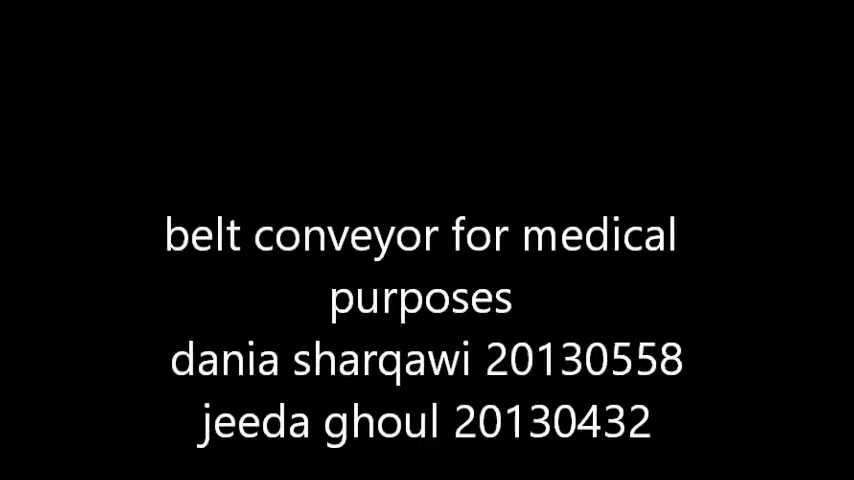 belt conveyor for medical
purposes
dania sharqawi 20130558
jeeda ghoul 20130432